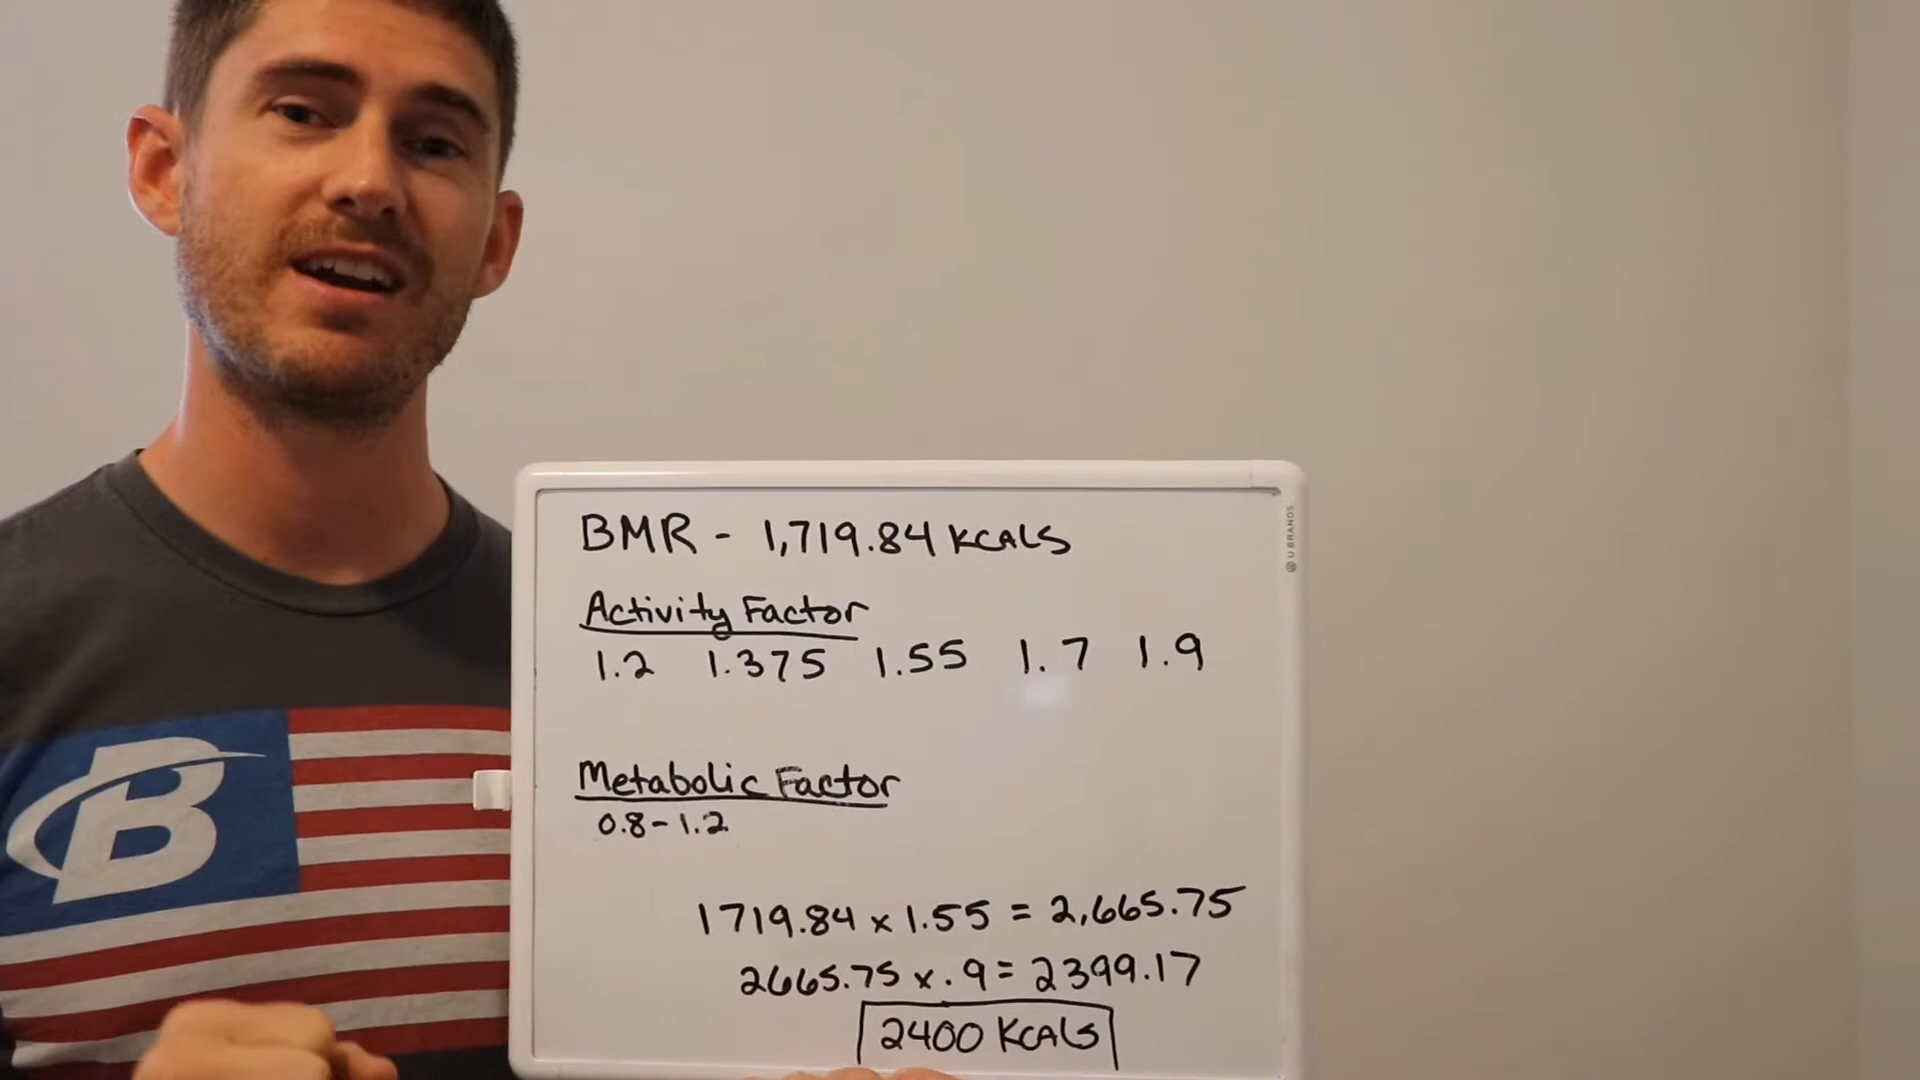 BMR - 1,719.84 KCALS
Activity Factor
1.2 1.375 1.55 1.7 1.9
Metabolic Factor
0.8-1.2
1719.84 x 1.55 = 2,665.75
2665.75 x .9 = 2399.17
2400 KCALS
U BRANDS
B